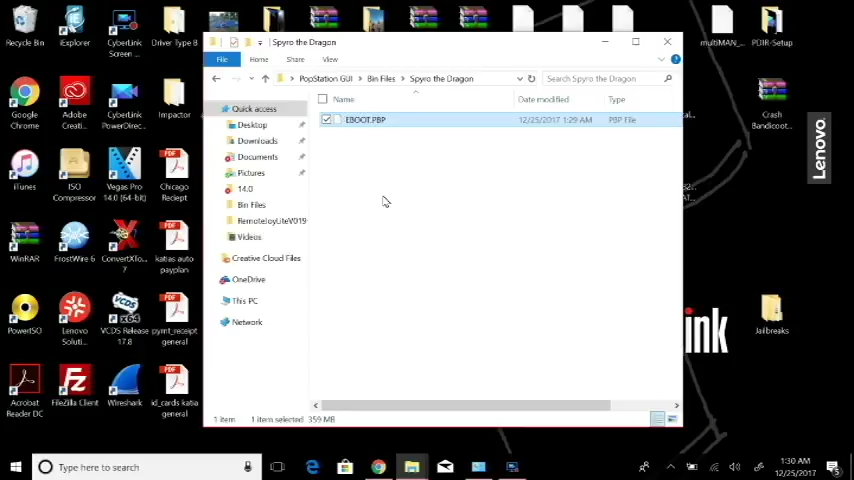 Recycle Bin
iExplorer
CyberLink
Screen ...
Driver Type 8
multiMAN_...
PDIR-Setup
Google
Chrome
Adobe
Creati...
CyberLink
PowerDirec...
Impactor
Crash
Bandicoot...
iTunes
ISO
Compressor
Vegas Pro
14.0 (64-bit)
Chicago
Reciept
WinRAR
FrostWire 6
ConvertXto...
7
katias auto
payplan
PowerISO
Lenovo
Soluti...
VCDS Release
17.8
pymt_receipt
general
Jailbreaks
Acrobat
Reader DC
FileZilla Client
Wireshark
id_cards katia
general
Lenovo
ink
Spyro the Dragon
File
Home
Share
View
PopStation GUI
Bin Files
Spyro the Dragon
Search Spyro the Dragon
Name
Date modified
Type
EBOOT.PBP
12/25/2017 1:29 AM
PBP File
Quick access
Desktop
Downloads
Documents
Pictures
14.0
Bin Files
RemoteJoyLiteV019
Videos
Creative Cloud Files
OneDrive
This PC
Network
1 item
1 item selected
359 MB
Type here to search
1:30 AM
12/25/2017